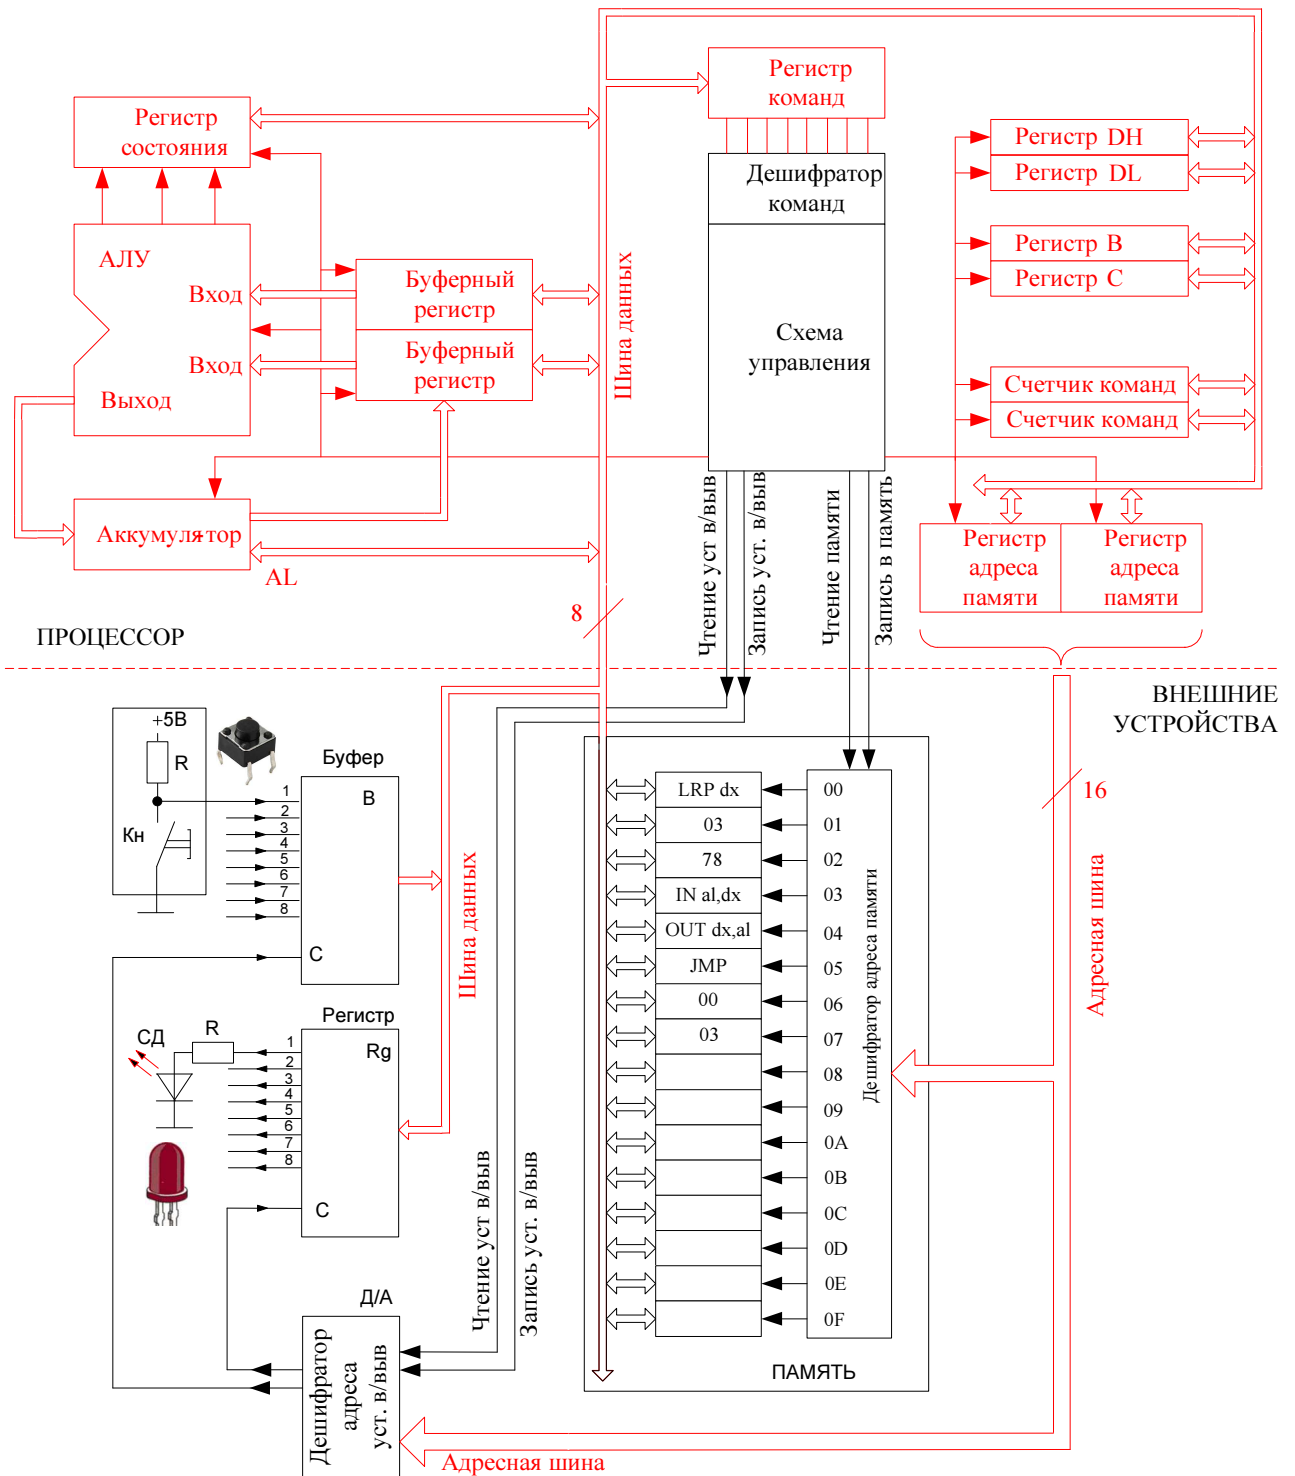 Регистр
команд
Регистр
состояния
Дешифратор
команд
Регистр DH
Регистр DL
АЛУ
Вход
Вход
Выход
Буферный
регистр
Буферный
регистр
Шина данных
Схема
управления
Регистр B
Регистр C
Счетчик команд
Счетчик команд
Аккумулятор
AL
8
Чтение уст в/выв
Запись уст. в/выв
Чтение памяти
Запись в память
Регистр
адреса
памяти
Регистр
адреса
памяти
ПРОЦЕССОР
ВНЕШНИЕ
УСТРОЙСТВА
+5В
R
Кн
Буфер
B
1
2
3
4
5
6
7
8
C
Шина данных
16
Адресная шина
LRP dx
03
78
IN al,dx
OUT dx,al
JMP
00
03
00
01
02
03
04
05
06
07
08
09
0A
0B
0C
0D
0E
0F
Дешифратор адреса памяти
ПАМЯТЬ
Регистр
Rg
СД
R
1
2
3
4
5
6
7
8
C
Чтение уст в/выв
Запись уст. в/выв
Д/А
Дешифратор
адреса
уст. в/выв
Адресная шина